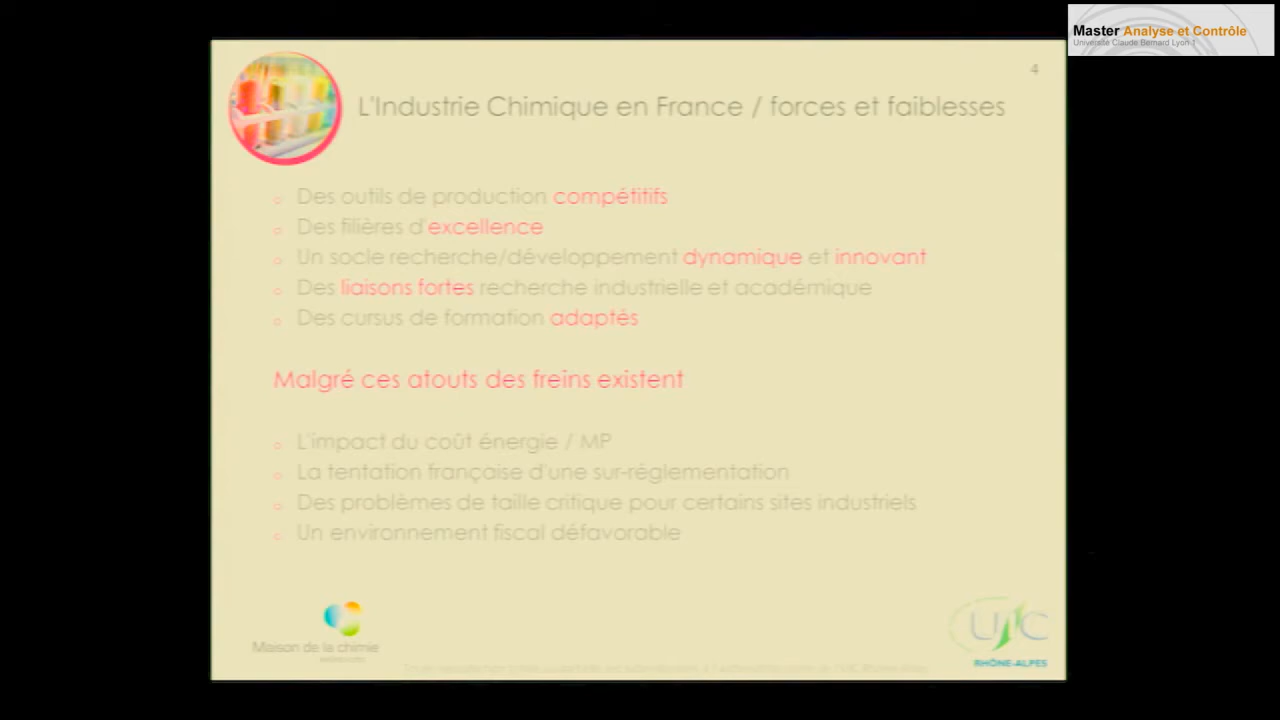 Master Analyse et Contrôle
Université Claude Bernard Lyon 1
4
L'Industrie Chimique en France / forces et faiblesses
Des outils de production compétitifs
Des filières d'excellence
Un socle recherche/développement dynamique et innovant
Des liaisons fortes recherche industrielle et académique
Des cursus de formation adaptés
Malgré ces atouts des freins existent
L'impact du coût énergie / MP
La tentation française d'une sur-réglementation
Des problèmes de taille critique pour certains sites industriels
Un environnement fiscal défavorable
Maison de la chimie
UIC
RHÔNE-ALPES